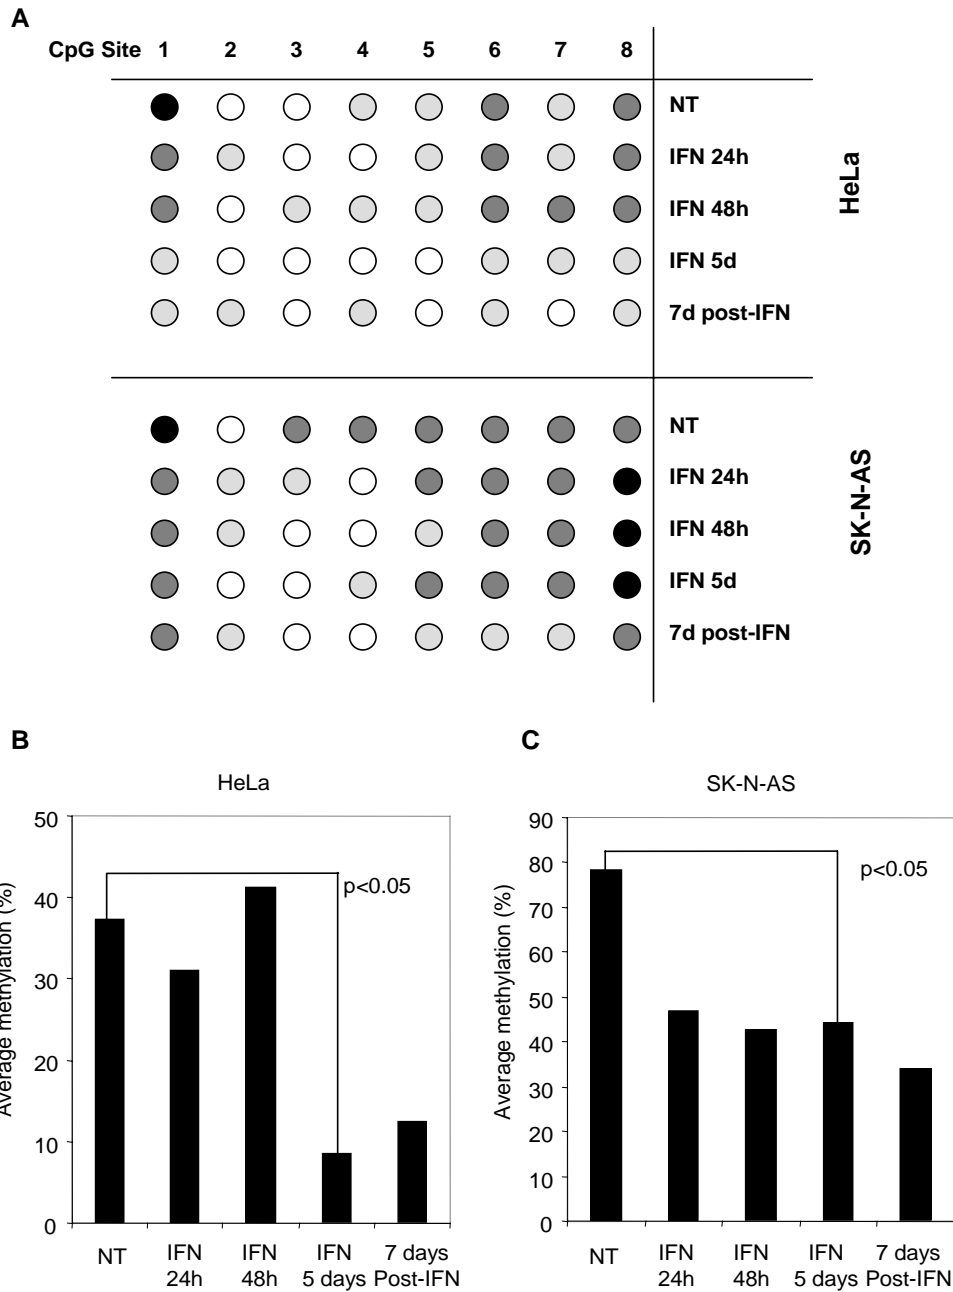 A
CpG Site 1 2 3 4 5 6 7 8
NT
IFN 24h
IFN 48h
IFN 5d
7d post-IFN
HeLa
NT
IFN 24h
IFN 48h
IFN 5d
7d post-IFN
SK-N-AS
B
HeLa
Average methylation (%)
50
40
30
20
10
0
p<0.05
NT
IFN 24h
IFN 48h
IFN 5 days
7 days Post-IFN
C
SK-N-AS
Average methylation (%)
90
80
70
60
50
40
30
20
10
0
p<0.05
NT
IFN 24h
IFN 48h
IFN 5 days
7 days Post-IFN